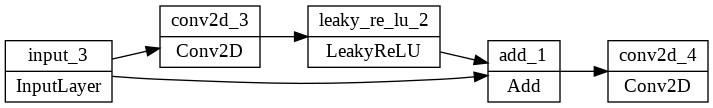 input_3
InputLayer
conv2d_3
Conv2D
leaky_re_lu_2
LeakyReLU
add_1
Add
conv2d_4
Conv2D